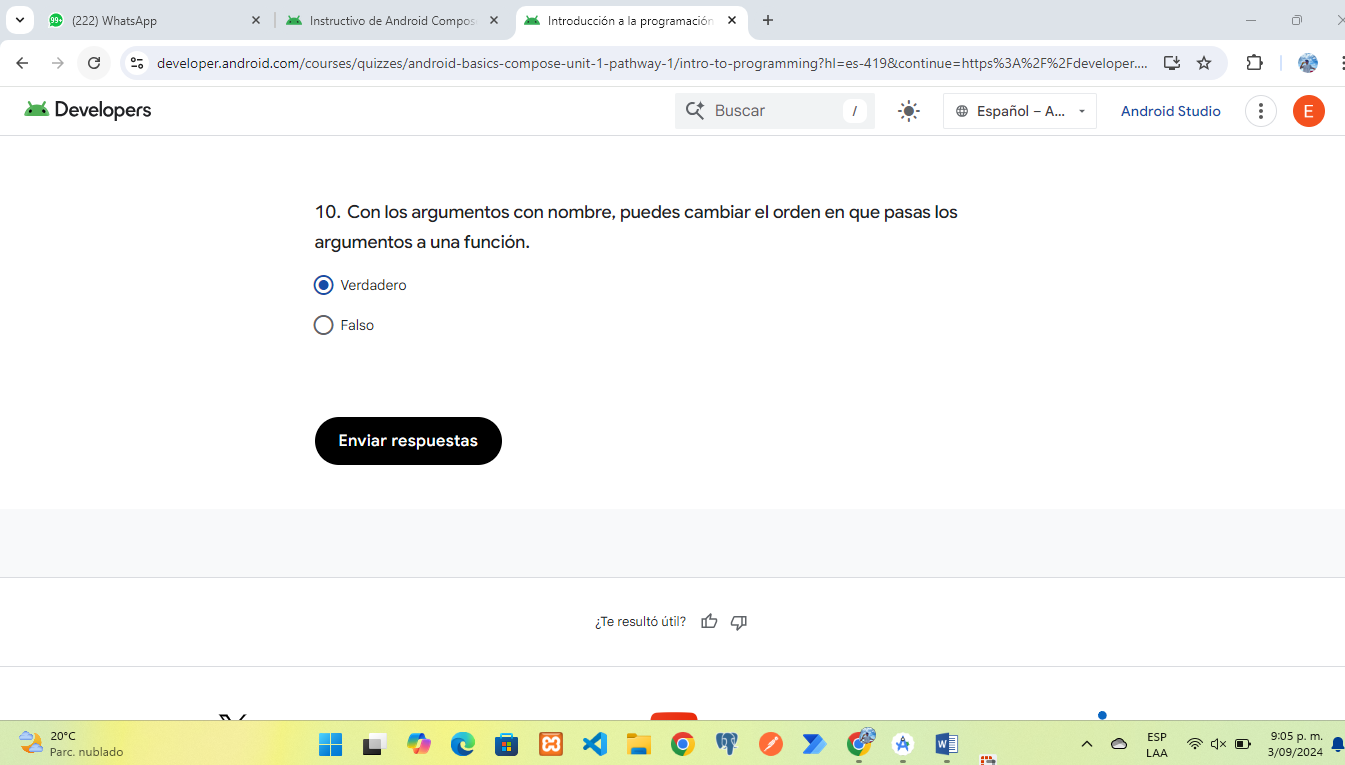 99+
(222) WhatsApp
Instructivo de Android Compose
Introducción a la programación
developer.android.com/courses/quizzes/android-basics-compose-unit-1-pathway-1/intro-to-programming?hl=es-419&continue=https%3A%2F%2Fdeveloper....
Developers
Buscar
/
Español – A...
Android Studio
E
10. Con los argumentos con nombre, puedes cambiar el orden en que pasas los
argumentos a una función.
Verdadero
Falso
Enviar respuestas
¿Te resultó útil?
20°C
Parc. nublado
ESP
LAA
9:05 p. m.
3/09/2024